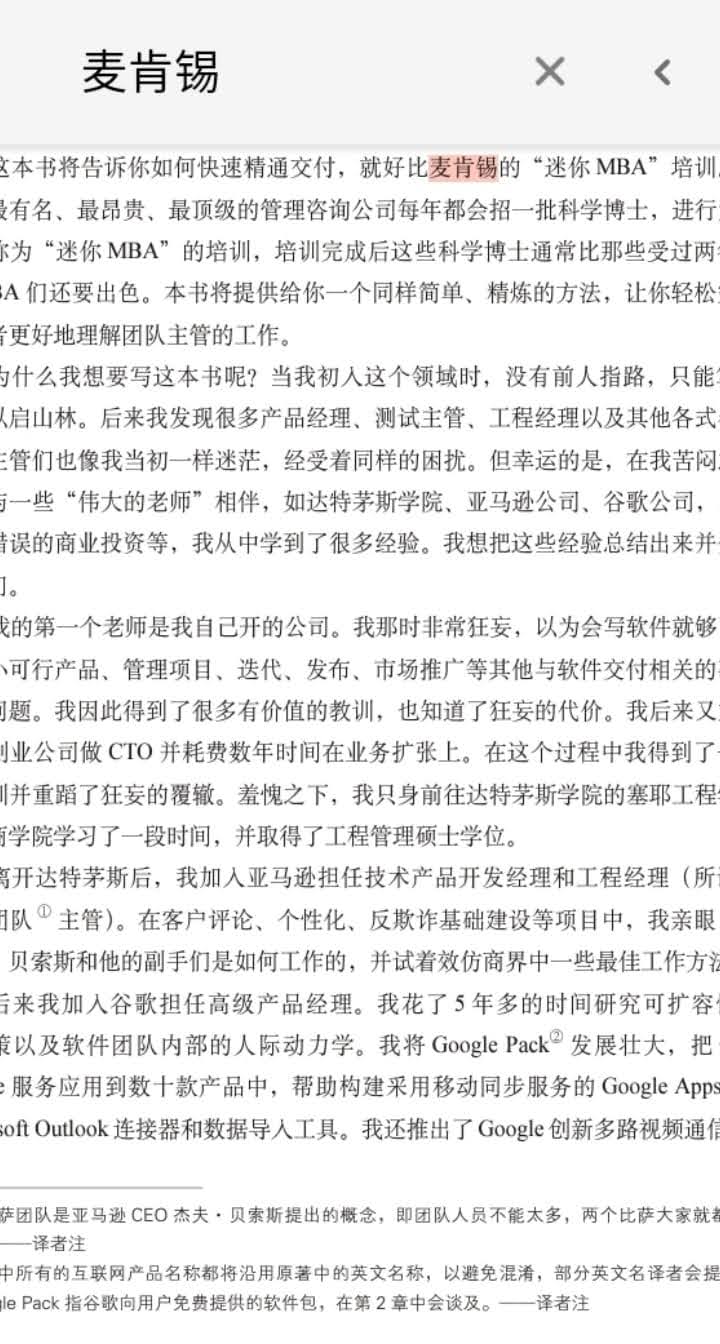 麦肯锡
这本书将告诉你如何快速精通交付，就好比麦肯锡的“迷你 MBA”培训
最有名、最昂贵、最顶级的管理咨询公司每年都会招一批科学博士，进行
称为“迷你 MBA”的培训，培训完成后这些科学博士通常比那些受过两
BA 们还要出色。本书将提供给你一个同样简单、精炼的方法，让你轻松
者更好地理解团队主管的工作。
为什么我想要写这本书呢？当我初入这个领域时，没有前人指路，只能
以启山林。后来我发现很多产品经理、测试主管、工程经理以及其他各式
主管们也像我当初一样迷茫，经受着同样的困扰。但幸运的是，在我苦闷
与一些“伟大的老师”相伴，如达特茅斯学院、亚马逊公司、谷歌公司，
错误的商业投资等，我从中学到了很多经验。我想把这些经验总结出来并
们。
我的第一个老师是我自己开的公司。我那时非常狂妄，以为会写软件就够
小可行产品、管理项目、迭代、发布、市场推广等其他与软件交付相关的
问题。我因此得到了很多有价值的教训，也知道了狂妄的代价。我后来又
创业公司做 CTO 并耗费数年时间在业务扩张上。在这个过程中我得到了
训并重蹈了狂妄的覆辙。羞愧之下，我只身前往达特茅斯学院的塞耶工程
商学院学习了一段时间，并取得了工程管理硕士学位。
离开达特茅斯后，我加入亚马逊担任技术产品开发经理和工程经理（所
团队①主管）。在客户评论、个性化、反欺诈基础建设等项目中，我亲眼
贝索斯和他的副手们是如何工作的，并试着效仿商界中一些最佳工作方法
后来我加入谷歌担任高级产品经理。我花了 5 年多的时间研究可扩容
策以及软件团队内部的人际动力学。我将 Google Pack② 发展壮大，把
e 服务应用到数十款产品中，帮助构建采用移动同步服务的 Google Apps
soft Outlook 连接器和数据导入工具。我还推出了 Google 创新多路视频通信
萨团队是亚马逊 CEO 杰夫·贝索斯提出的概念，即团队人员不能太多，两个比萨大家就
——译者注
中所有的互联网产品名称都将沿用原著中的英文名称，以避免混淆，部分英文名译者会提
gle Pack 指谷歌向用户免费提供的软件包，在第 2 章中会谈及。——译者注